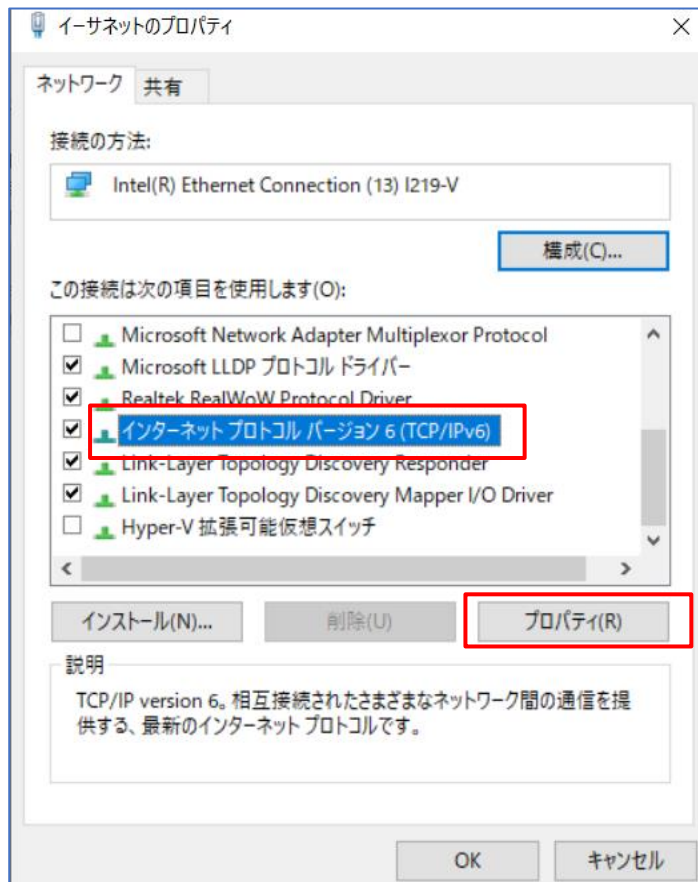 イーサネットのプロパティ
ネットワーク 共有
接続の方法:
Intel(R) Ethernet Connection (13) I219-V
構成(C)...
この接続は次の項目を使用します(O):
Microsoft Network Adapter Multiplexor Protocol
Microsoft LLDP プロトコル ドライバー
Realtek RealWoW Protocol Driver
インターネット プロトコル バージョン 6 (TCP/IPv6)
Link-Layer Topology Discovery Responder
Link-Layer Topology Discovery Mapper I/O Driver
Hyper-V 拡張可能仮想スイッチ
インストール(N)... 削除(U) プロパティ(R)
説明
TCP/IP version 6。相互接続されたさまざまなネットワーク間の通信を提
供する、最新のインターネット プロトコルです。
OK キャンセル